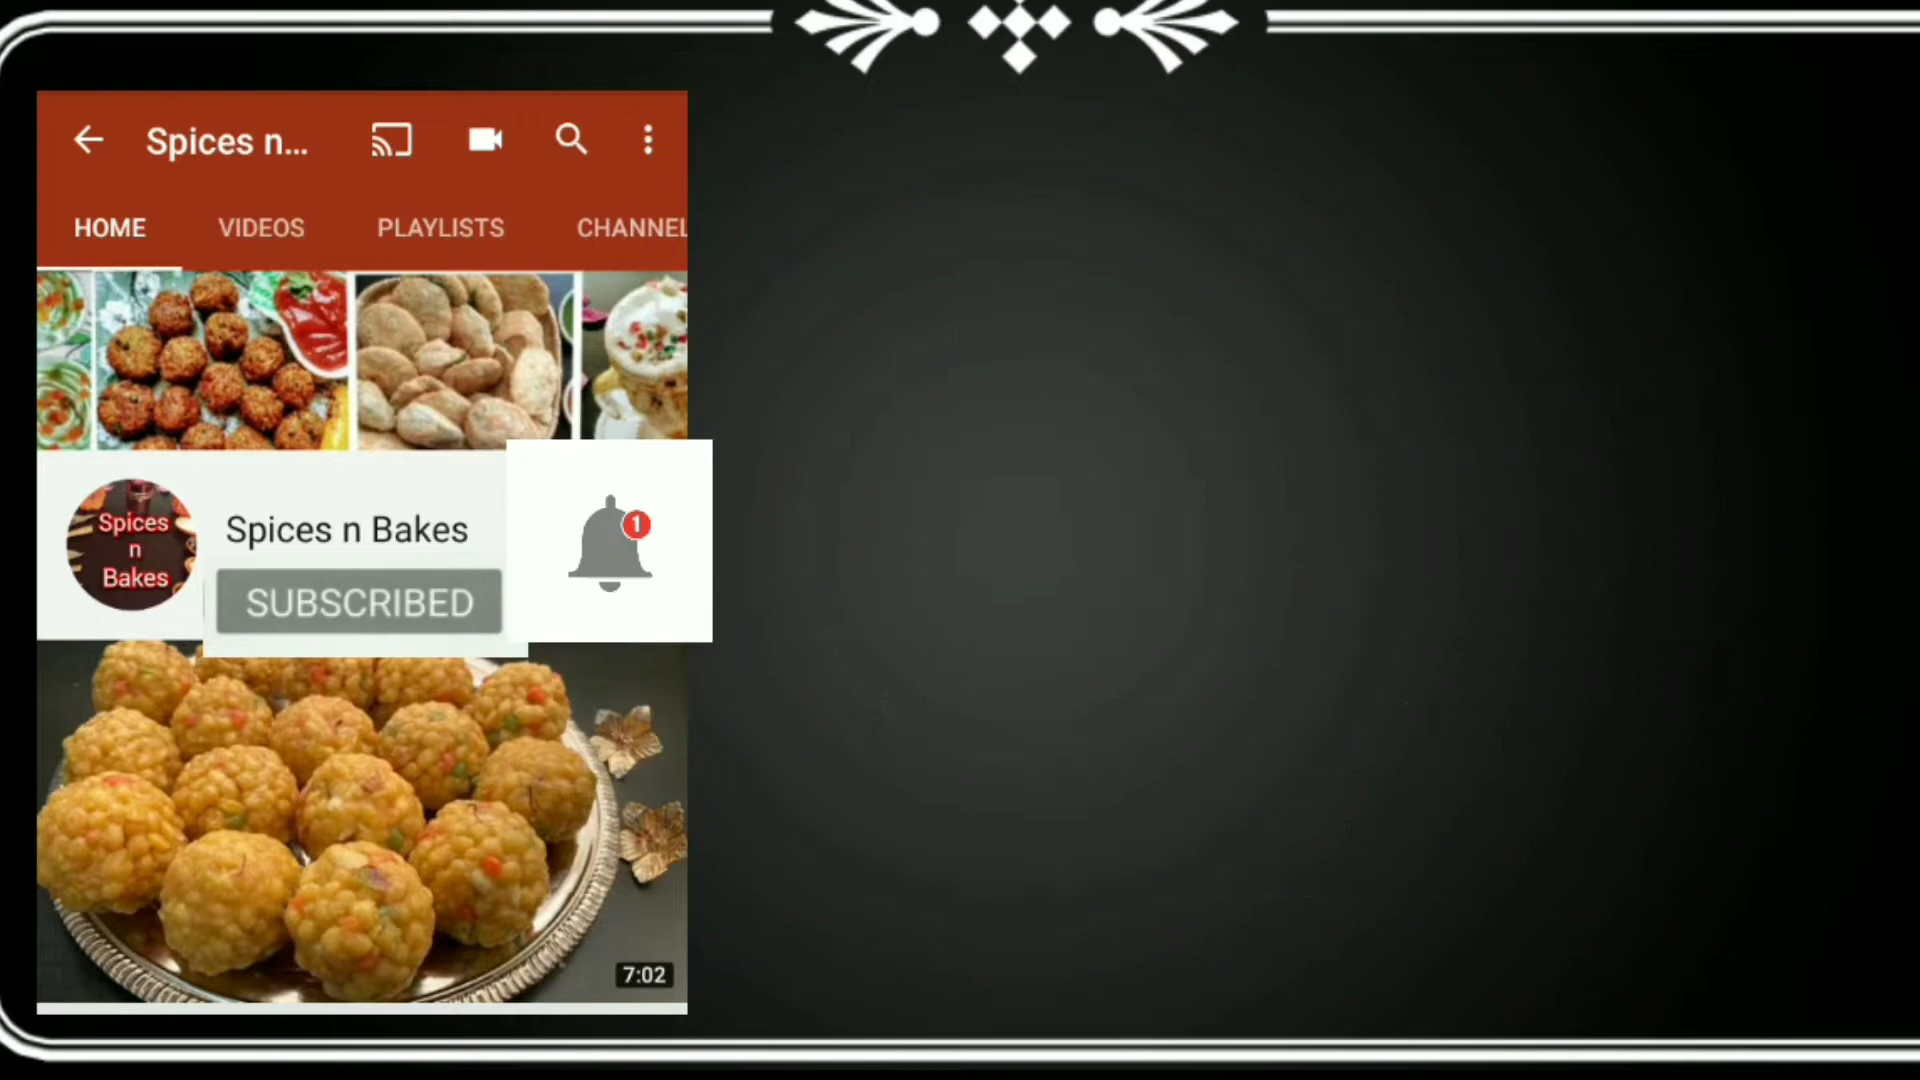 Spices n...
HOME VIDEOS PLAYLISTS CHANNEL
Spices
n
Bakes
Spices n Bakes
SUBSCRIBED
1
7:02